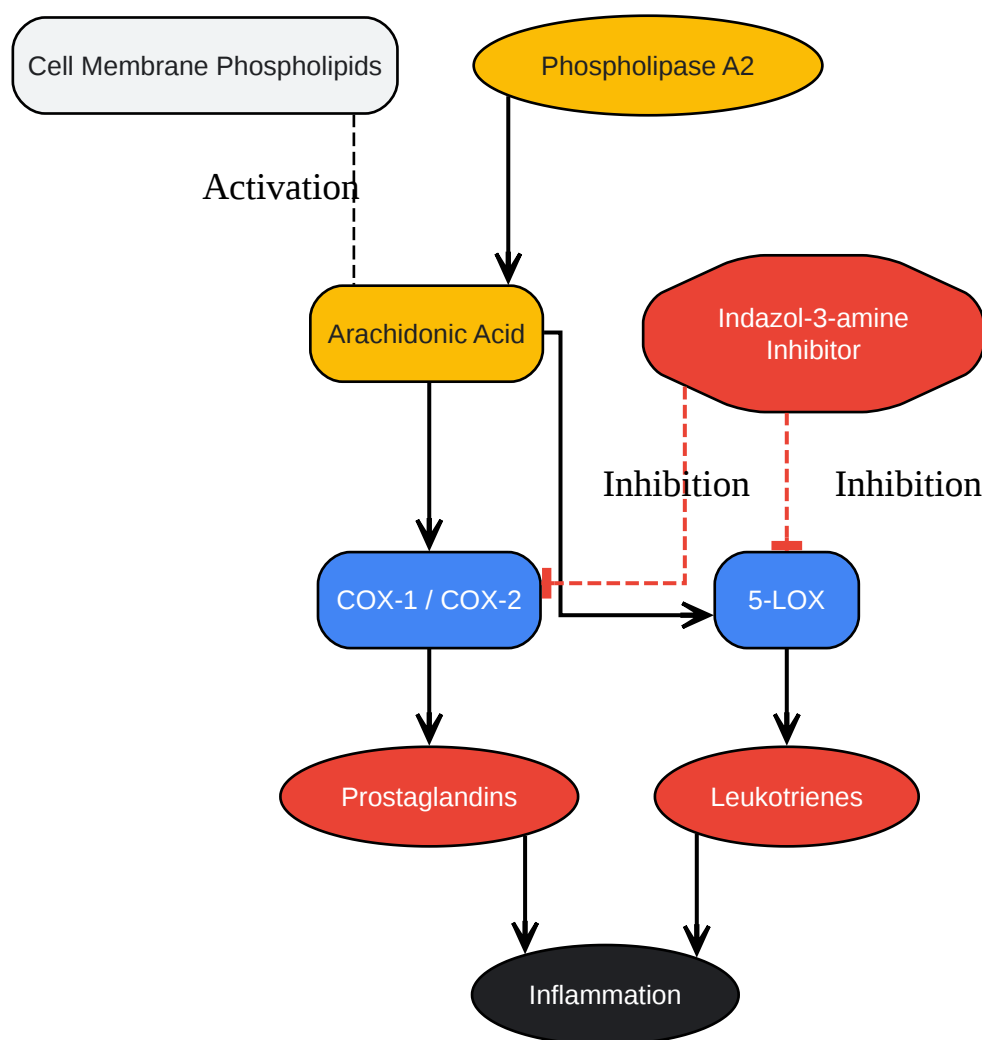 Cell Membrane Phospholipids
Phospholipase A2
Activation
Arachidonic Acid
Indazol-3-amine
Inhibitor
Inhibition
Inhibition
COX-1 / COX-2
5-LOX
Prostaglandins
Leukotrienes
Inflammation